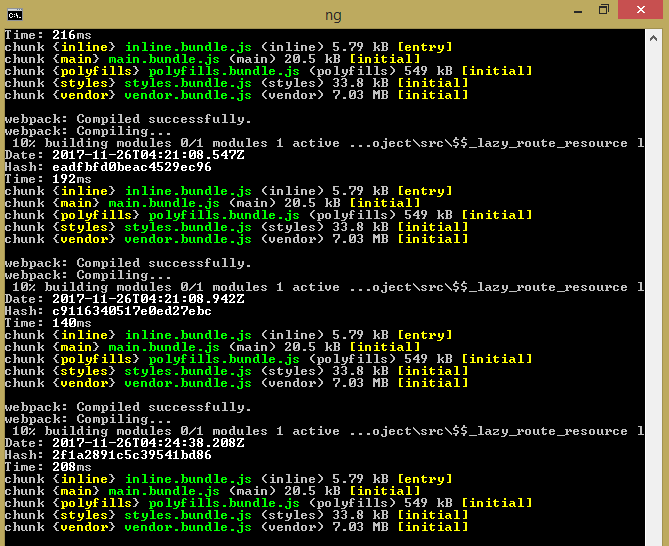 ng
Time: 216ms
chunk {inline} inline.bundle.js (inline) 5.79 kB [entry]
chunk {main} main.bundle.js (main) 20.5 kB [initial]
chunk {polyfills} polyfills.bundle.js (polyfills) 549 kB [initial]
chunk {styles} styles.bundle.js (styles) 33.8 kB [initial]
chunk {vendor} vendor.bundle.js (vendor) 7.03 MB [initial]
webpack: Compiled successfully.
webpack: Compiling...
10% building modules 0/1 modules 1 active ...oject\src\$$_lazy_route_resource l
Date: 2017-11-26T04:21:08.547Z
Hash: eadfbfd0beac4529ec96
Time: 192ms
chunk {inline} inline.bundle.js (inline) 5.79 kB [entry]
chunk {main} main.bundle.js (main) 20.5 kB [initial]
chunk {polyfills} polyfills.bundle.js (polyfills) 549 kB [initial]
chunk {styles} styles.bundle.js (styles) 33.8 kB [initial]
chunk {vendor} vendor.bundle.js (vendor) 7.03 MB [initial]
webpack: Compiled successfully.
webpack: Compiling...
10% building modules 0/1 modules 1 active ...oject\src\$$_lazy_route_resource l
Date: 2017-11-26T04:21:08.942Z
Hash: c9116340517e0ed27ebc
Time: 140ms
chunk {inline} inline.bundle.js (inline) 5.79 kB [entry]
chunk {main} main.bundle.js (main) 20.5 kB [initial]
chunk {polyfills} polyfills.bundle.js (polyfills) 549 kB [initial]
chunk {styles} styles.bundle.js (styles) 33.8 kB [initial]
chunk {vendor} vendor.bundle.js (vendor) 7.03 MB [initial]
webpack: Compiled successfully.
webpack: Compiling...
10% building modules 0/1 modules 1 active ...oject\src\$$_lazy_route_resource l
Date: 2017-11-26T04:24:38.208Z
Hash: 2f1a2891c5c39541bd86
Time: 208ms
chunk {inline} inline.bundle.js (inline) 5.79 kB [entry]
chunk {main} main.bundle.js (main) 20.5 kB [initial]
chunk {polyfills} polyfills.bundle.js (polyfills) 549 kB [initial]
chunk {styles} styles.bundle.js (styles) 33.8 kB [initial]
chunk {vendor} vendor.bundle.js (vendor) 7.03 MB [initial]